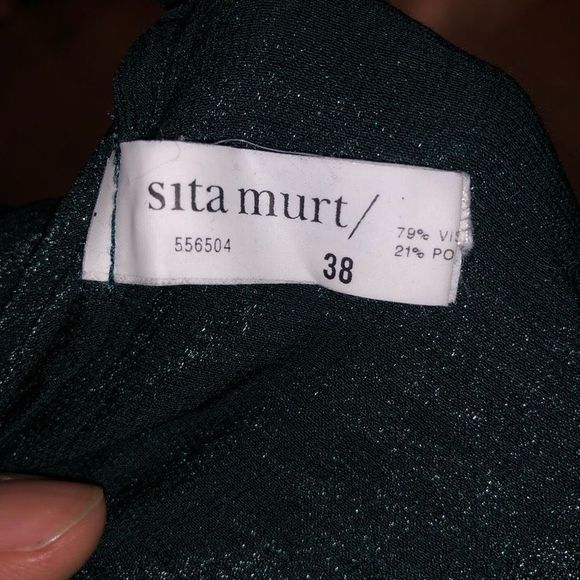 sita murt/
556504
38
79% VIS
21% PO